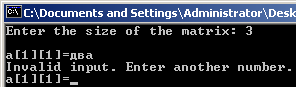 C:\Documents and Settings\Administrator\Desk
Enter the size of the matrix: 3
a[1][1]=два
Invalid input. Enter another number.
a[1][1]=_